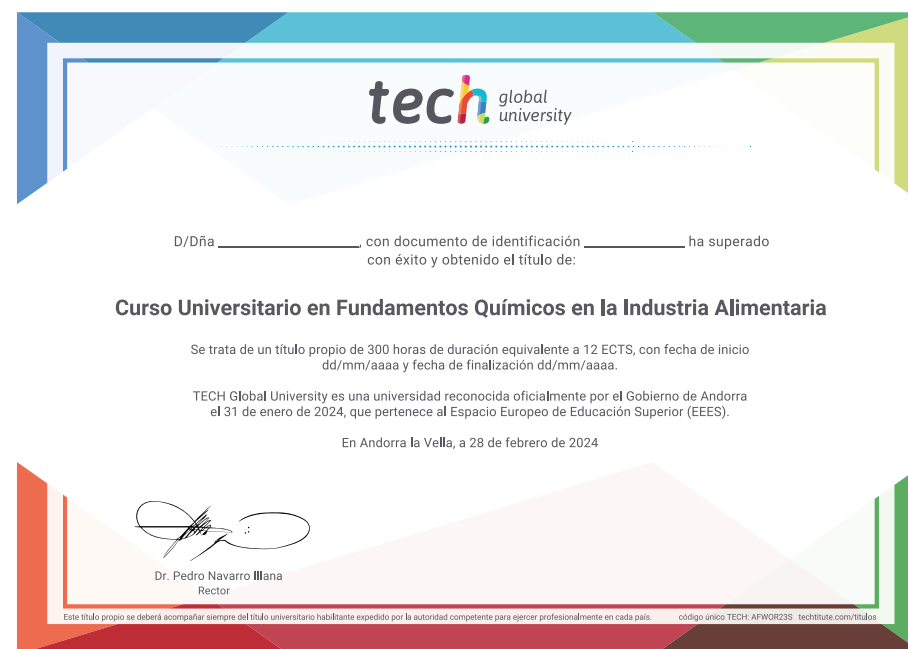 tech global university
D/Dña ____________________, con documento de identificación ______________ ha superado
con éxito y obtenido el título de:
Curso Universitario en Fundamentos Químicos en la Industria Alimentaria
Se trata de un título propio de 300 horas de duración equivalente a 12 ECTS, con fecha de inicio
dd/mm/aaaa y fecha de finalización dd/mm/aaaa.
TECH Global University es una universidad reconocida oficialmente por el Gobierno de Andorra
el 31 de enero de 2024, que pertenece al Espacio Europeo de Educación Superior (EEES).
En Andorra la Vella, a 28 de febrero de 2024
Dr. Pedro Navarro Illana
Rector
Este título propio se deberá acompañar siempre del título universitario habilitante expedido por la autoridad competente para ejercer profesionalmente en cada país. código único TECH: AFWOR23S techtitute.com/titulos